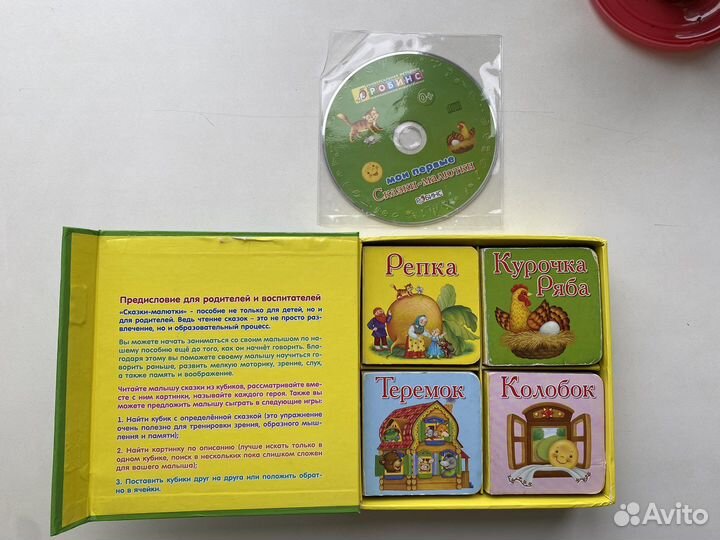 РОБИНС
0+
мои первые
Сказки-малютки
РОБИНС
Репка
Курочка
Ряба
Теремок
Колобок
Предисловие для родителей и воспитателей
«Сказки-малютки» - пособие не только для детей, но и
для родителей. Ведь чтение сказок – это не просто раз-
влечение, но и образовательный процесс.
Вы можете начать заниматься со своим малышом по на-
шему пособию ещё до того, как он начнёт говорить. Бла-
годаря этому вы поможете своему малышу научиться го-
ворить раньше, развить мелкую моторику, зрение, слух,
а также память и воображение.
Читайте малышу сказки из кубиков, рассматривайте вме-
сте с ним картинки, называйте каждого героя. Также вы
можете предложить малышу сыграть в следующие игры:
1. Найти кубик с определённой сказкой (это упражнение
очень полезно для тренировки зрения, образного мыш-
ления и памяти);
2. Найти картинку по описанию (лучше искать только в
одном кубике, поиск в нескольких пока слишком сложен
для вашего малыша);
3. Поставить кубики друг на друга или положить обрат-
но в ячейки.
Avito